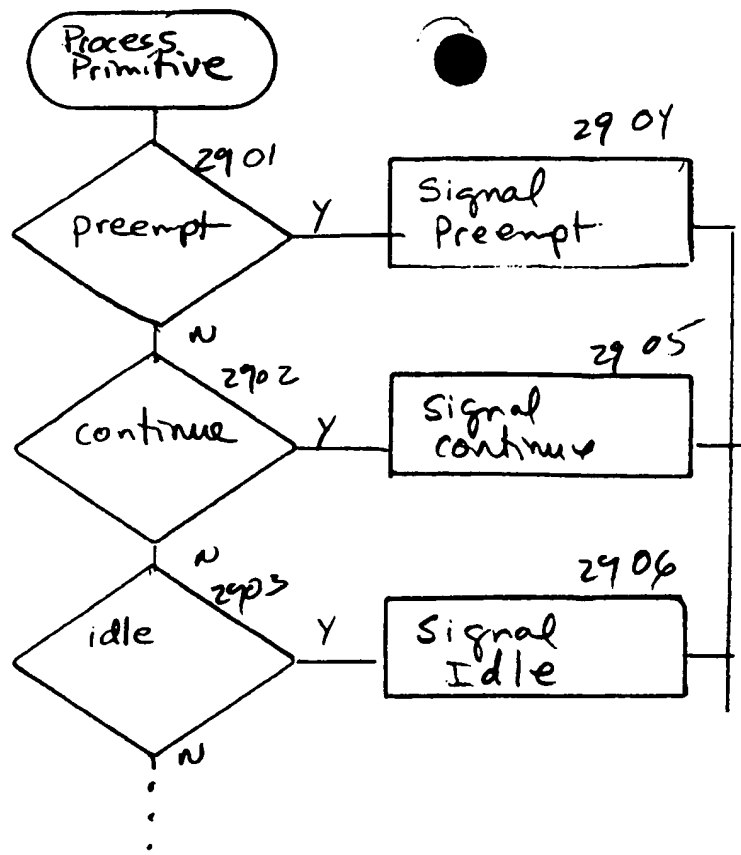 Process
Primitive
2901
preempt
Y
2904
Signal
Preempt
N
2902
continue
Y
2905
Signal
continue
N
2903
idle
Y
2906
Signal
Idle
N